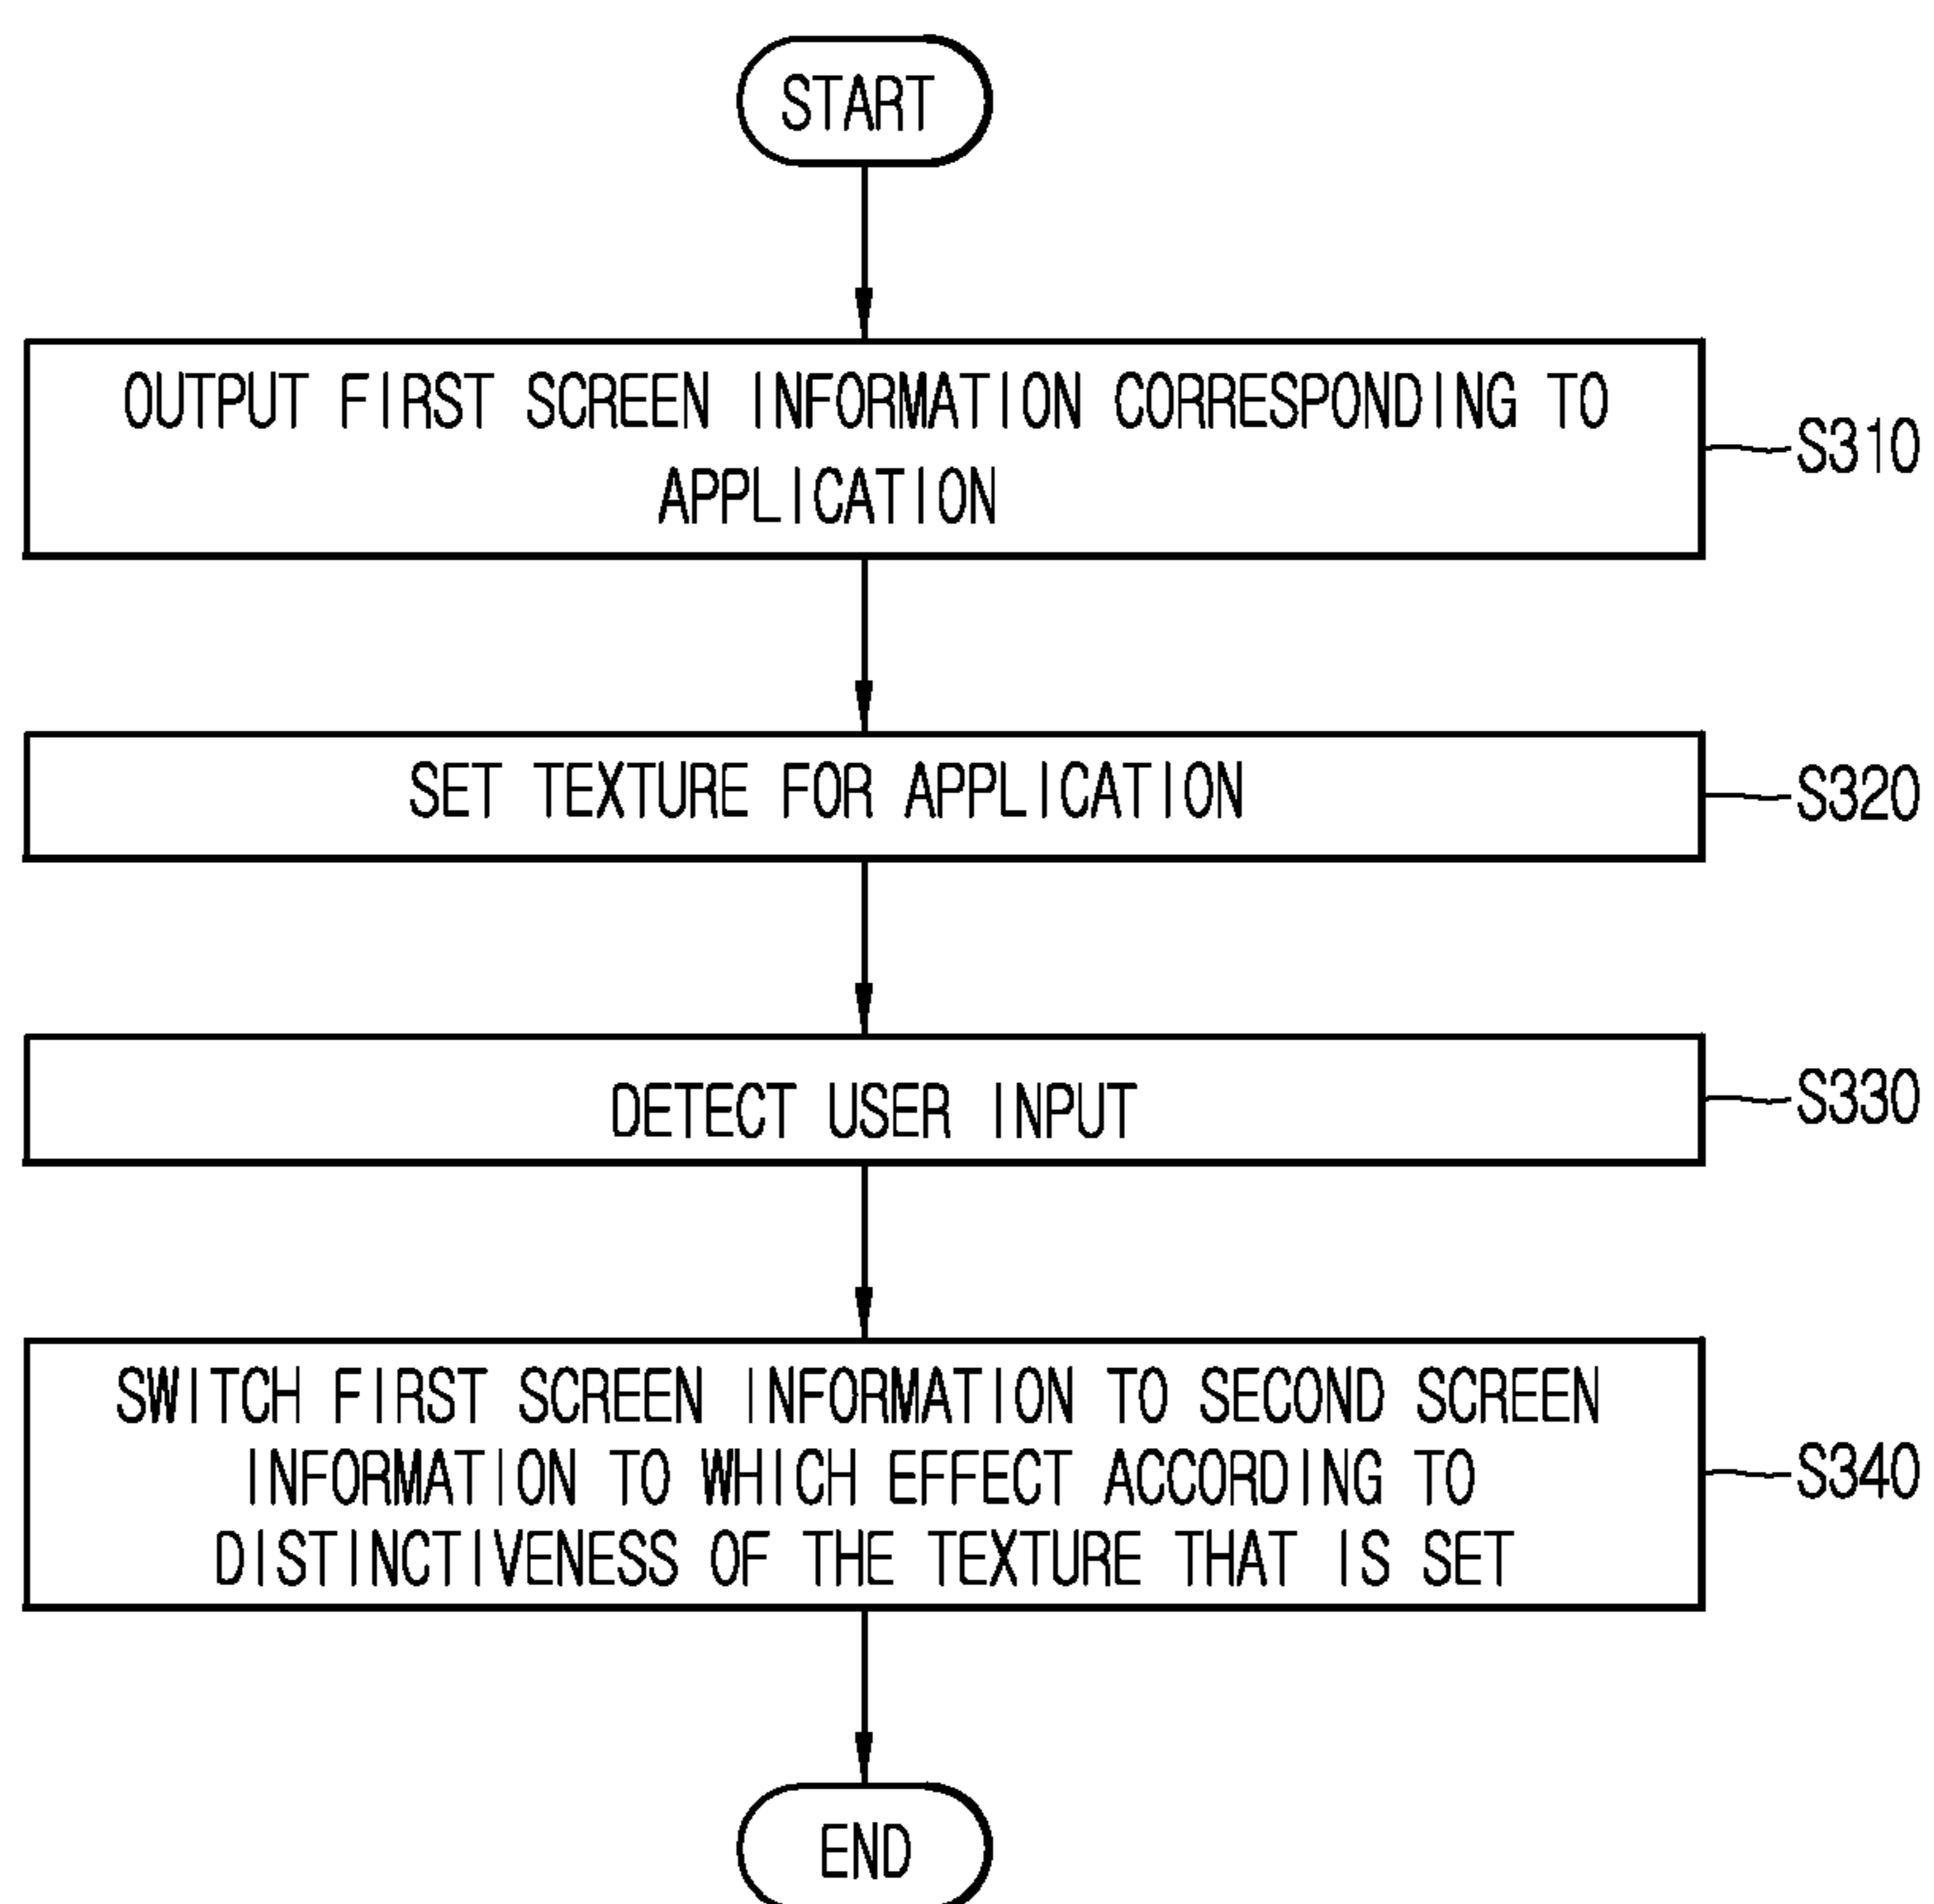 START
OUTPUT FIRST SCREEN INFORMATION CORRESPONDING TO
APPLICATION
S310
SET TEXTURE FOR APPLICATION
S320
DETECT USER INPUT
S330
SWITCH FIRST SCREEN INFORMATION TO SECOND SCREEN
INFORMATION TO WHICH EFFECT ACCORDING TO
DISTINCTIVENESS OF THE TEXTURE THAT IS SET
S340
END